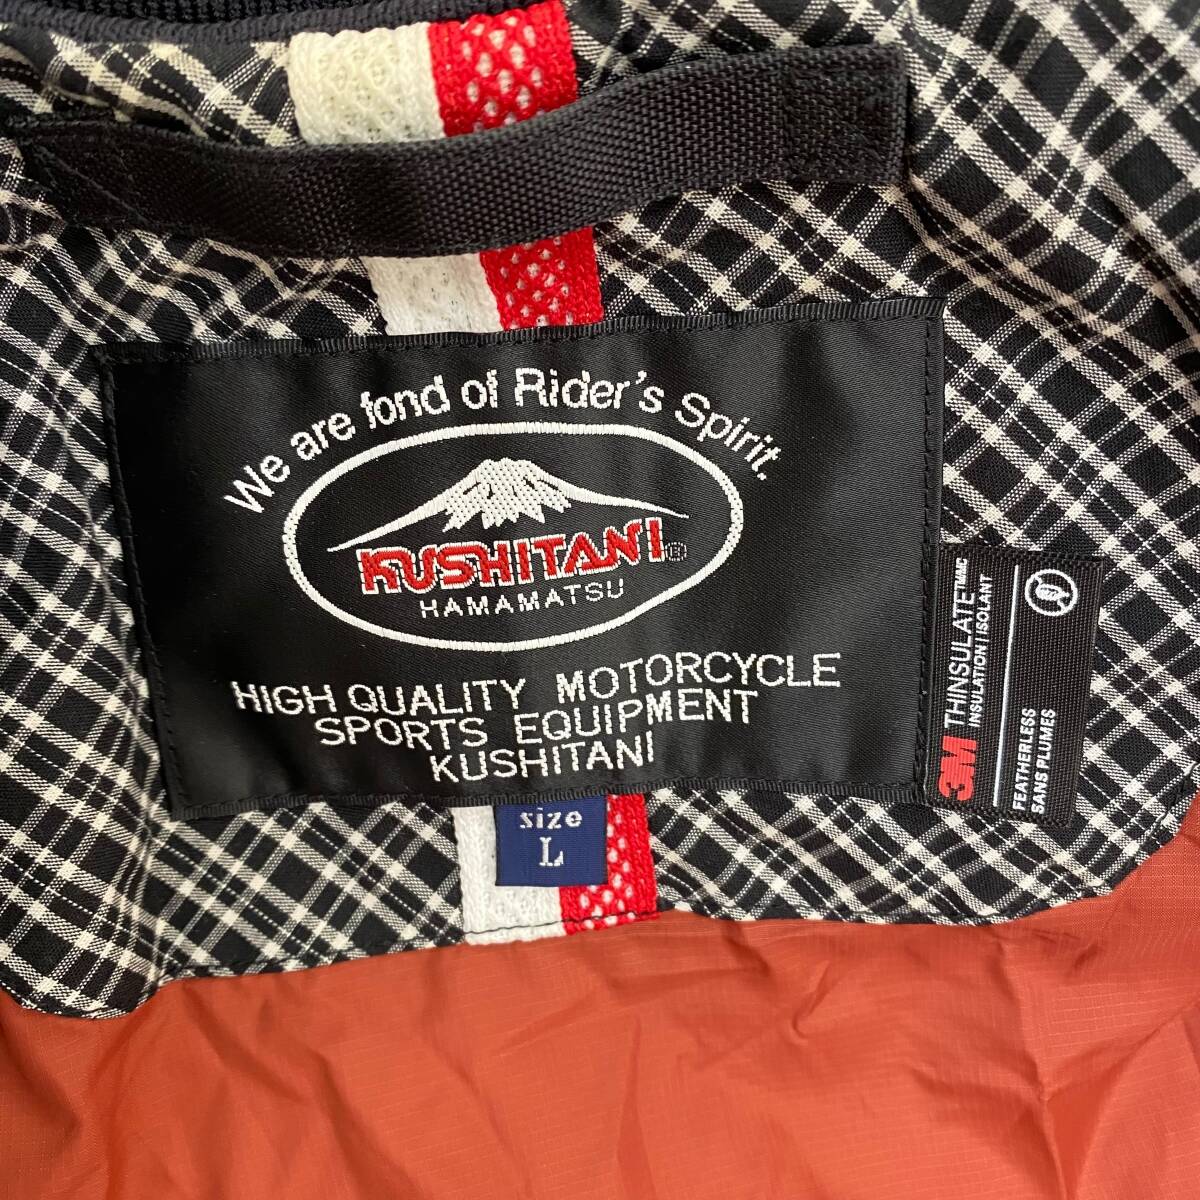 We are fond of Rider's Spirit.
KUSHITANI®
HAMAMATSU
HIGH QUALITY MOTORCYCLE
SPORTS EQUIPMENT
KUSHITANI
size
L
3M THINSULATE™MC
INSULATION | ISOLANT
FEATHERLESS
SANS PLUMES